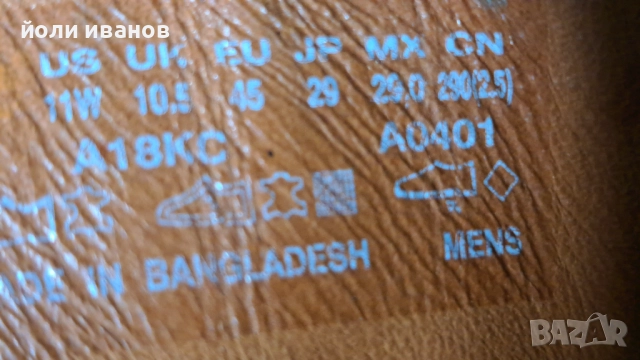 йоли иванов
US UK EU JP MX CN
11W 10.5 45 29 29,0 290(2.5)
A18KC A0401
MADE IN BANGLADESH MENS
BAZAR